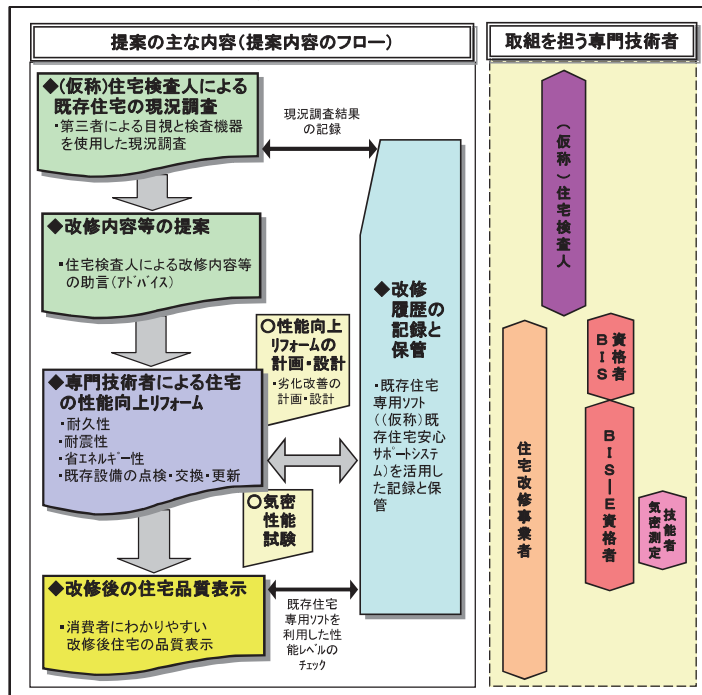 提案の主な内容(提案内容のフロー)
取組を担う専門技術者
◆(仮称)住宅検査人による
既存住宅の現況調査
・第三者による目視と検査機器
を使用した現況調査
現況調査結果
の記録
◆改修内容等の提案
・住宅検査人による改修内容等
の助言(アドバイス)
○性能向上
リフォームの
計画・設計
・劣化改善の
計画・設計
◆改修
履歴の
記録と
保管
・既存住宅
専用ソフト
((仮称)既
存住宅安心
サポートシステ
ム)を活用し
た記録と保
管
◆専門技術者による住宅
の性能向上リフォーム
・耐久性
・耐震性
・省エネルギー性
・既存設備の点検・交換・更新
○気密
性能
試験
◆改修後の住宅品質表示
・消費者にわかりやすい
改修後住宅の品質表示
既存住宅
専用ソフトを
利用した性
能レベルの
チェック
(仮称)住宅検査人
住宅改修事業者
資格者
BIS
BIS-E資格者
技能者
気密測定